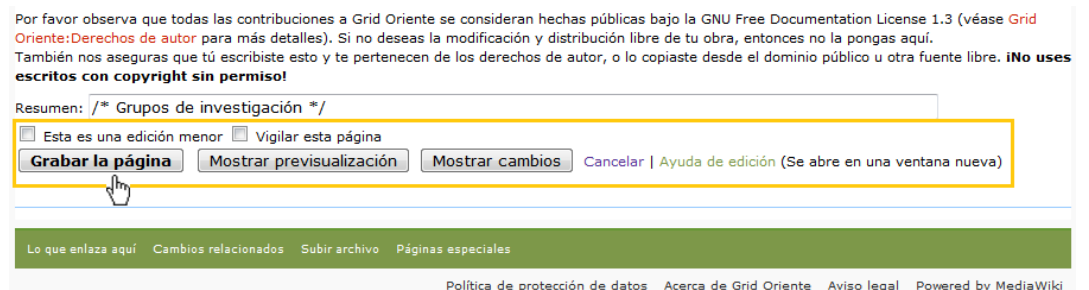 Por favor observa que todas las contribuciones a Grid Oriente se consideran hechas públicas bajo la GNU Free Documentation License 1.3 (véase Grid
Oriente:Derechos de autor para más detalles). Si no deseas la modificación y distribución libre de tu obra, entonces no la pongas aquí.
También nos aseguras que tú escribiste esto y te pertenecen de los derechos de autor, o lo copiaste desde el dominio público u otra fuente libre. ¡No uses
escritos con copyright sin permiso!
Resumen: /* Grupos de investigación */
Esta es una edición menor Vigilar esta página
Grabar la página Mostrar previsualización Mostrar cambios Cancelar | Ayuda de edición (Se abre en una ventana nueva)
Lo que enlaza aquí Cambios relacionados Subir archivo Páginas especiales
Política de protección de datos Acerca de Grid Oriente Aviso legal Powered by MediaWiki